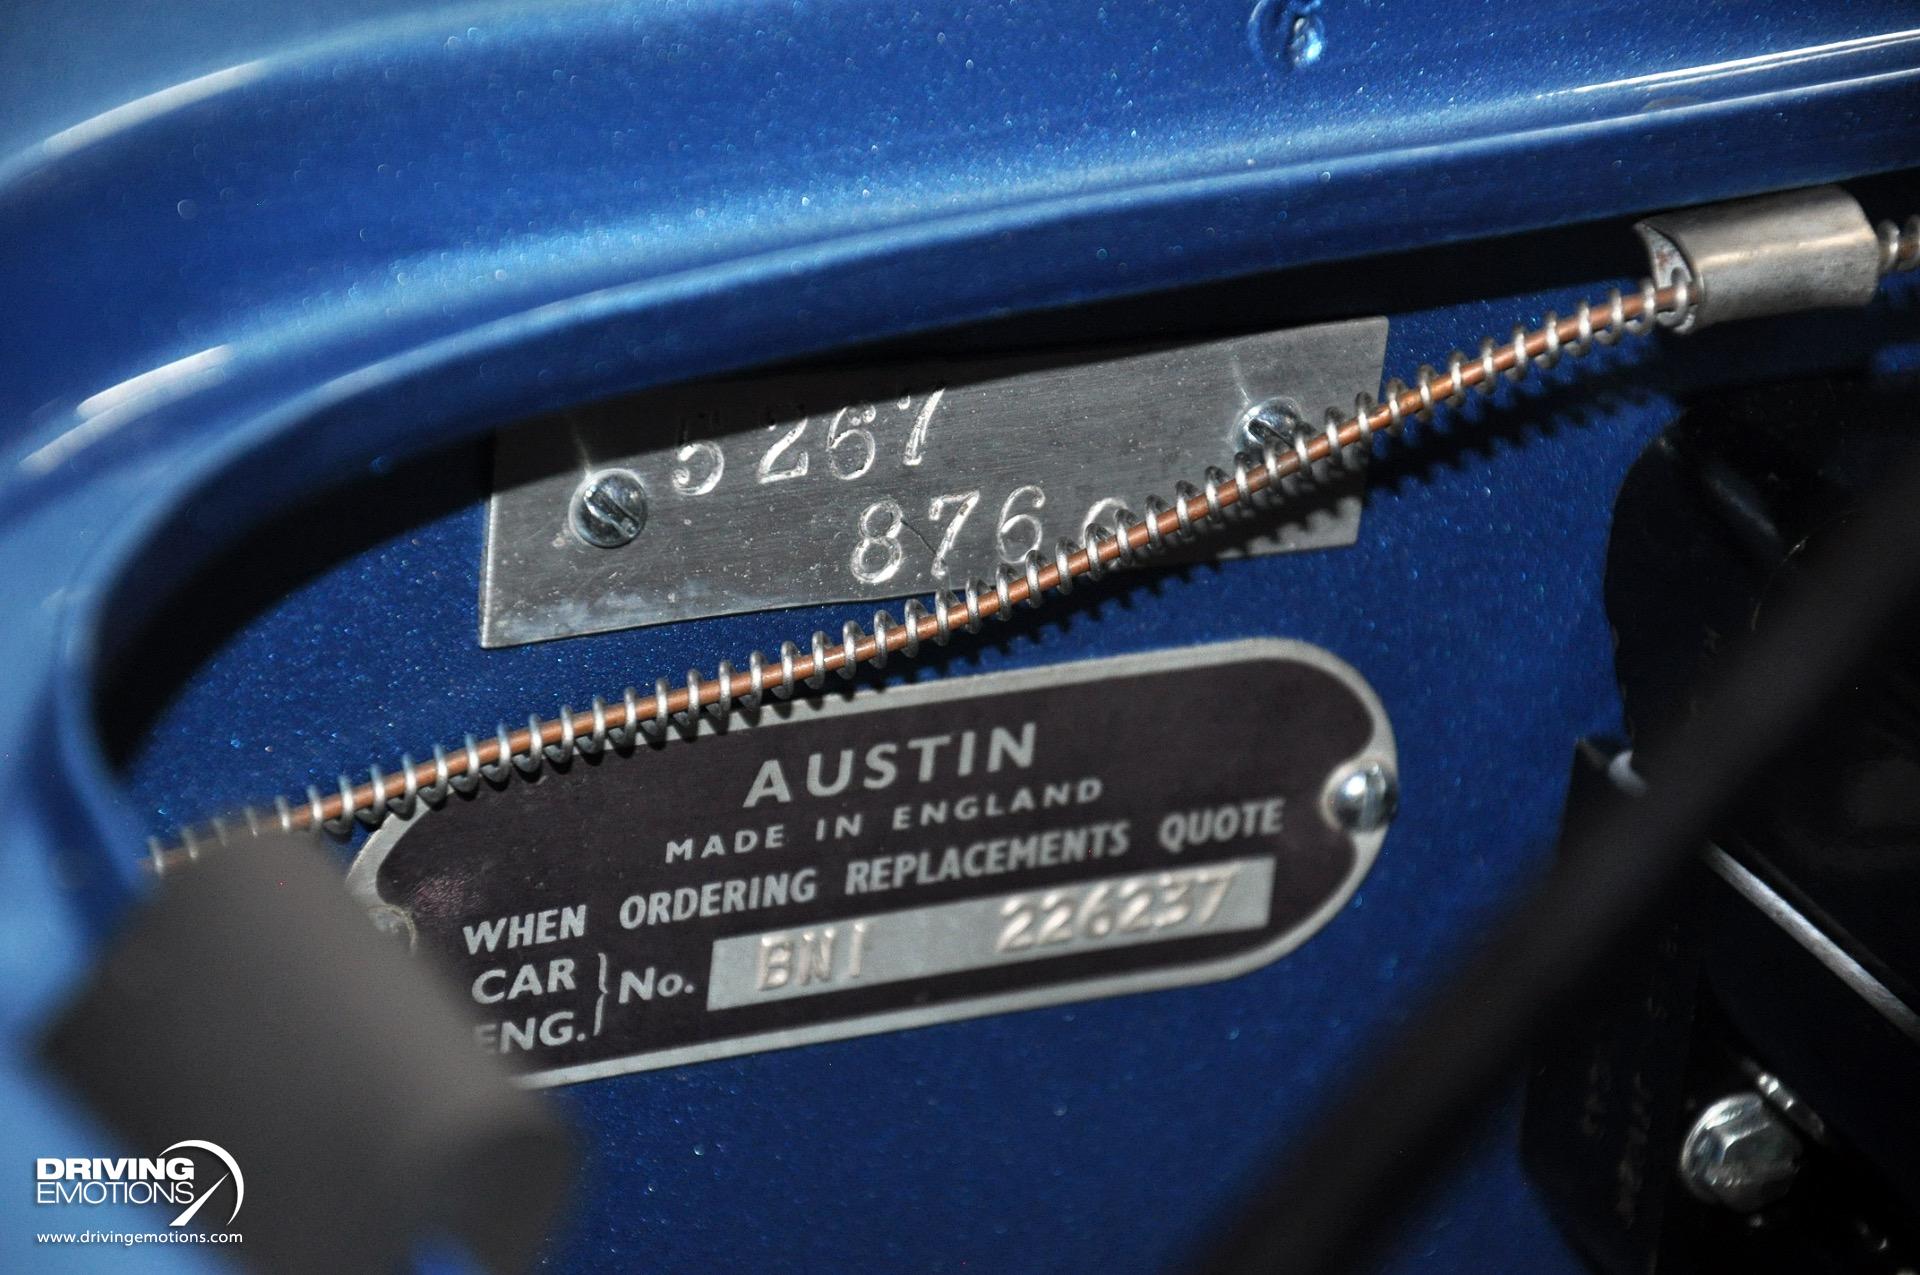 5267
876
AUSTIN
MADE IN ENGLAND
WHEN ORDERING REPLACEMENTS QUOTE
CAR
ENG.
} No. BN1 226237
DRIVING
EMOTIONS
www.drivingemotions.com